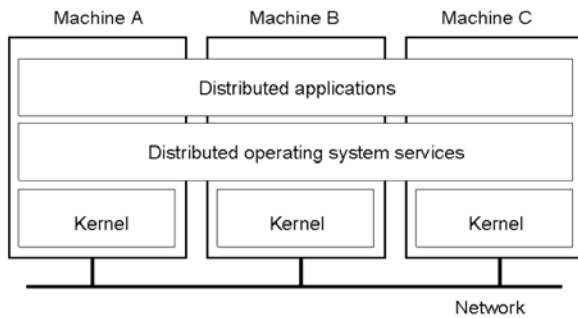 Machine A
Machine B
Machine C
Distributed applications
Distributed operating system services
Kernel
Kernel
Kernel
Network